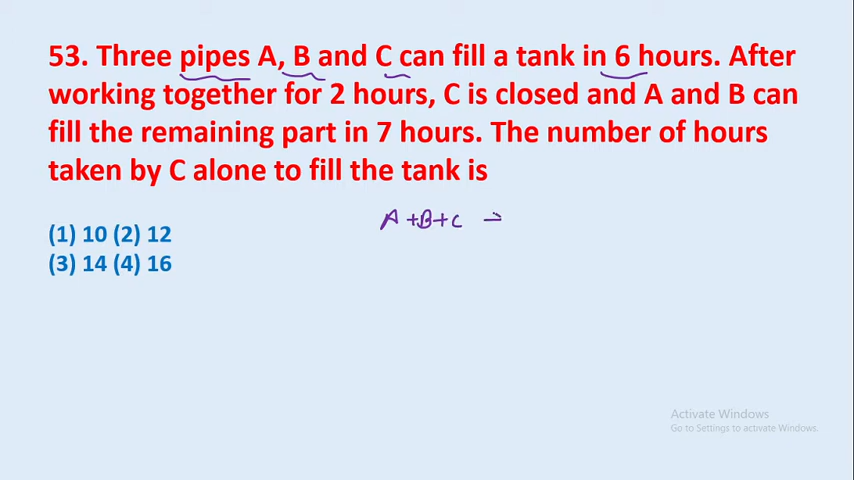 53. Three pipes A, B and C can fill a tank in 6 hours. After
working together for 2 hours, C is closed and A and B can
fill the remaining part in 7 hours. The number of hours
taken by C alone to fill the tank is
A+B+C ⇒
(1) 10 (2) 12
(3) 14 (4) 16
Activate Windows
Go to Settings to activate Windows.